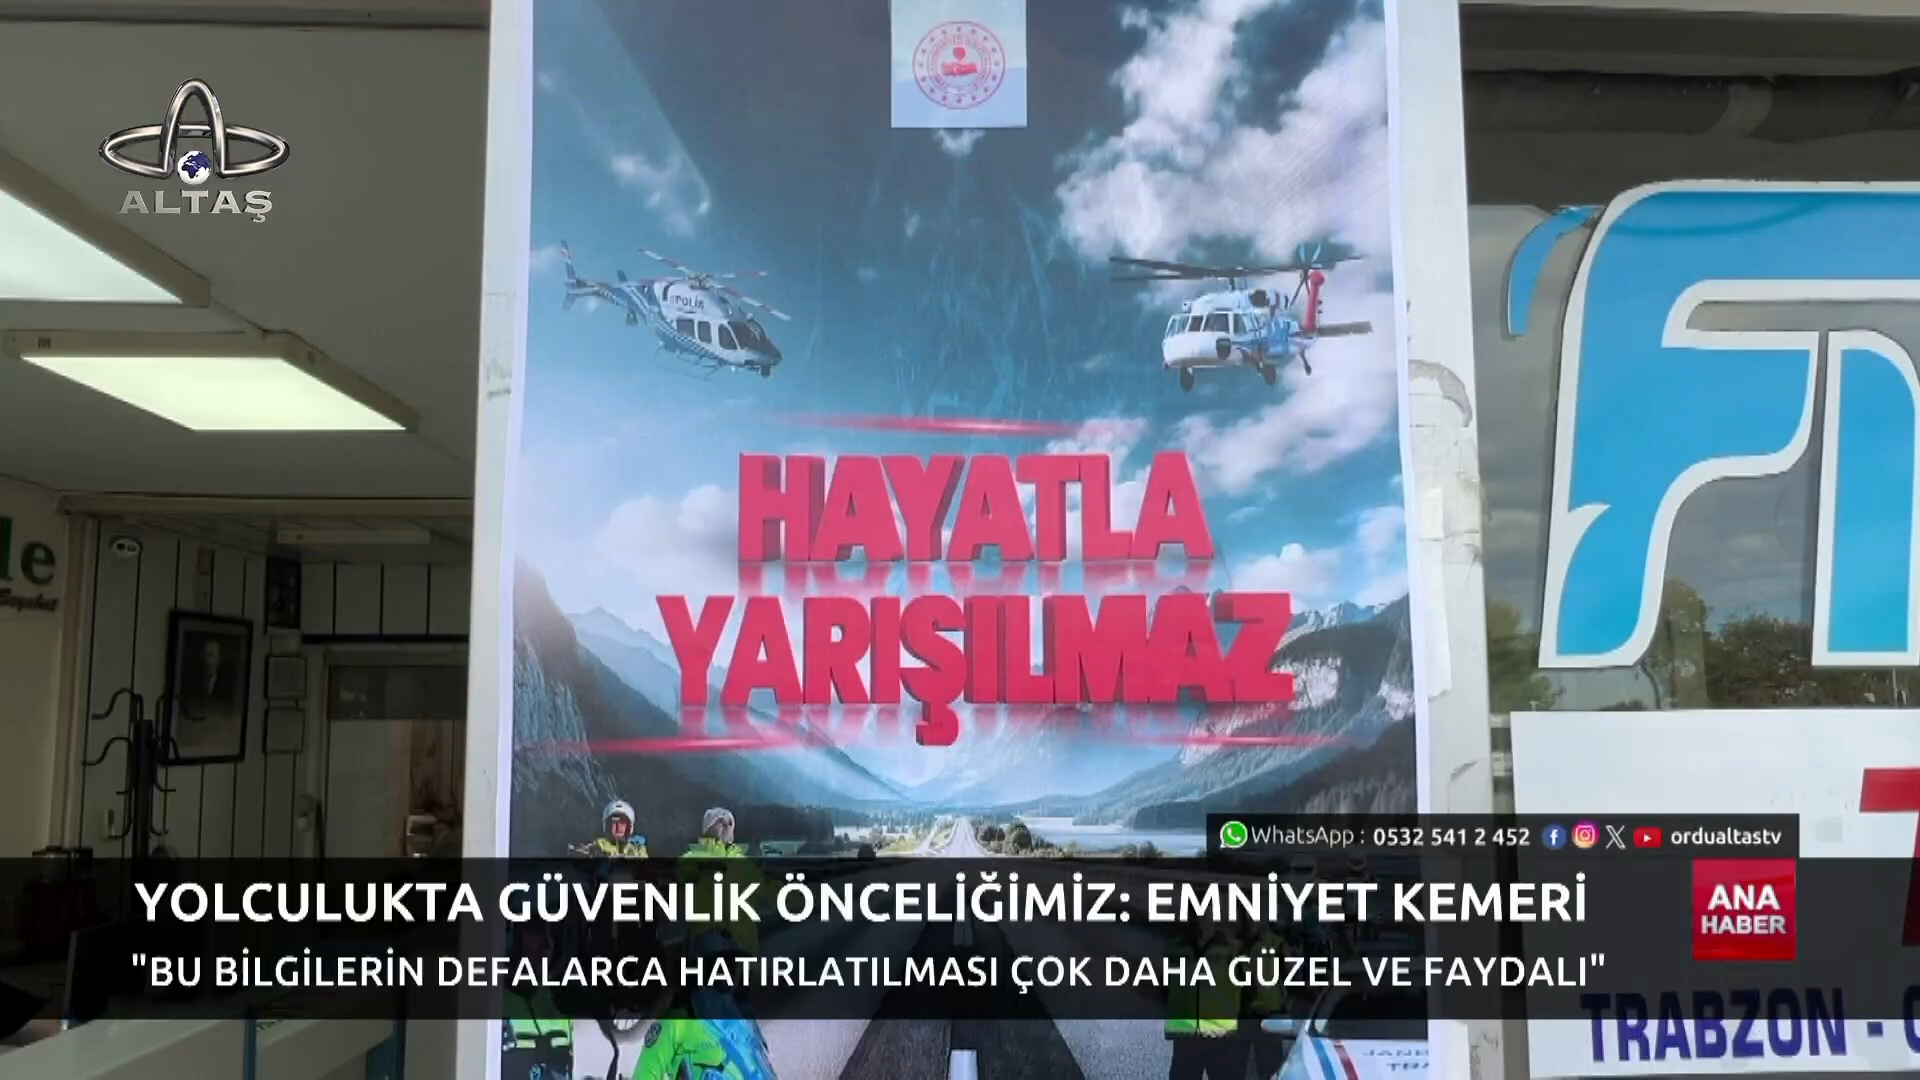 ALTAŞ
POLİS
HAYATLA
YARIŞILMAZ
WhatsApp : 0532 541 2 452 ordualtastv
YOLCULUKTA GÜVENLİK ÖNCELİĞİMİZ: EMNİYET KEMERİ
"BU BİLGİLERİN DEFALARCA HATIRLATILMASI ÇOK DAHA GÜZEL VE FAYDALI"
ANA
HABER
TRABZON -